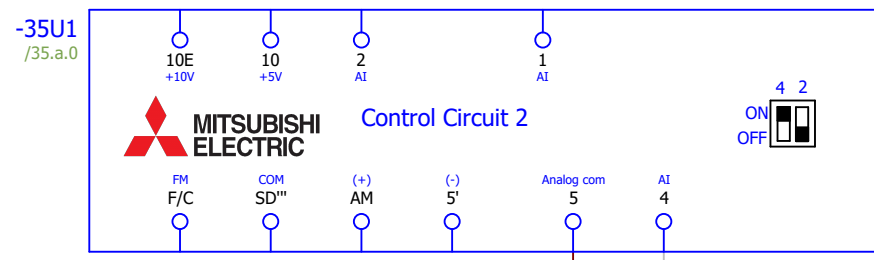 -35U1
/35.a.0
10E 10 2 1
+10V +5V AI AI
MITSUBISHI
ELECTRIC
Control Circuit 2
4 2
ON
OFF
FM COM (+) (-) Analog com AI
F/C SD''' AM 5' 5 4